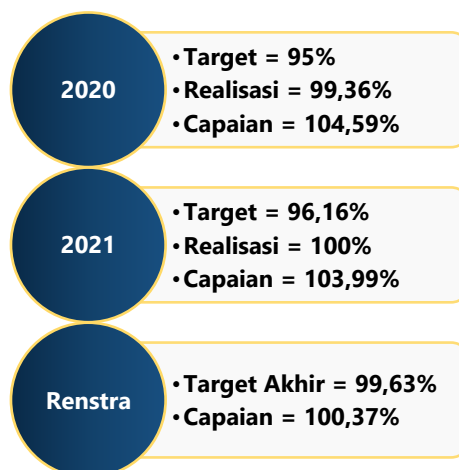 2020
•Target = 95%
•Realisasi = 99,36%
•Capaian = 104,59%
2021
•Target = 96,16%
•Realisasi = 100%
•Capaian = 103,99%
Renstra
•Target Akhir = 99,63%
•Capaian = 100,37%